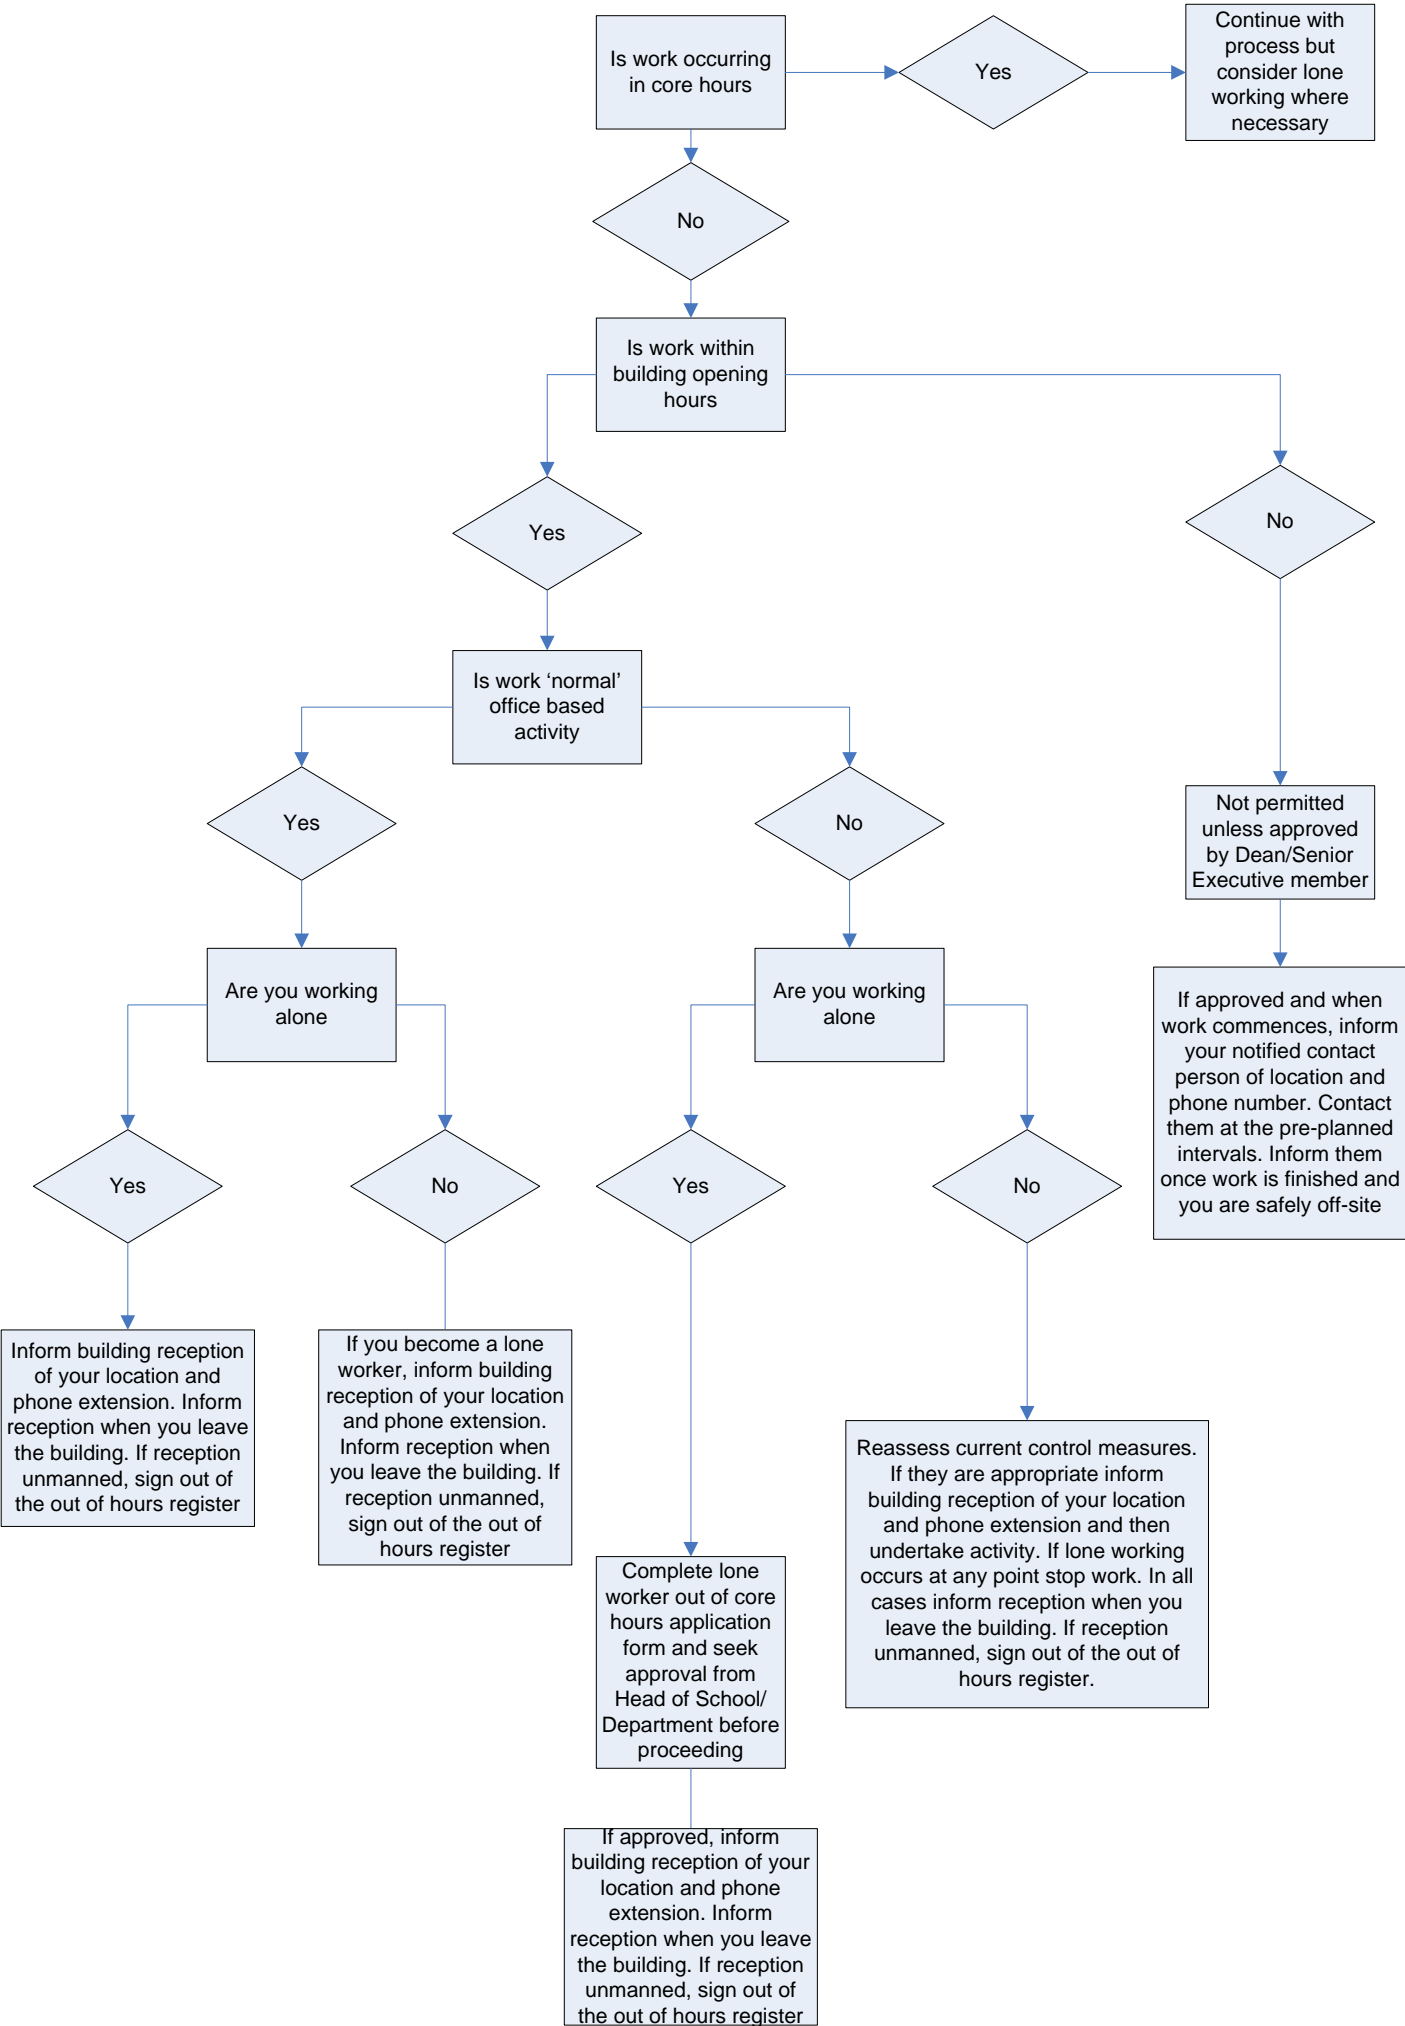 Is work occurring
in core hours
Yes
Continue with
process but
consider lone
working where
necessary
No
Is work within
building opening
hours
Yes
No
Is work ‘normal’
office based
activity
Yes
No
Not permitted
unless approved
by Dean/Senior
Executive member
Are you working
alone
Are you working
alone
If approved and when
work commences, inform
your notified contact
person of location and
phone number. Contact
them at the pre-planned
intervals. Inform them
once work is finished and
you are safely off-site
Yes
No
Yes
No
Inform building reception
of your location and
phone extension. Inform
reception when you leave
the building. If reception
unmanned, sign out of
the out of hours register
If you become a lone
worker, inform building
reception of your location
and phone extension.
Inform reception when
you leave the building. If
reception unmanned,
sign out of the out of
hours register
Complete lone
worker out of core
hours application
form and seek
approval from
Head of School/
Department before
proceeding
Reassess current control measures.
If they are appropriate inform
building reception of your location
and phone extension and then
undertake activity. If lone working
occurs at any point stop work. In all
cases inform reception when you
leave the building. If reception
unmanned, sign out of the out of
hours register.
If approved, inform
building reception of your
location and phone
extension. Inform
reception when you leave
the building. If reception
unmanned, sign out of
the out of hours register